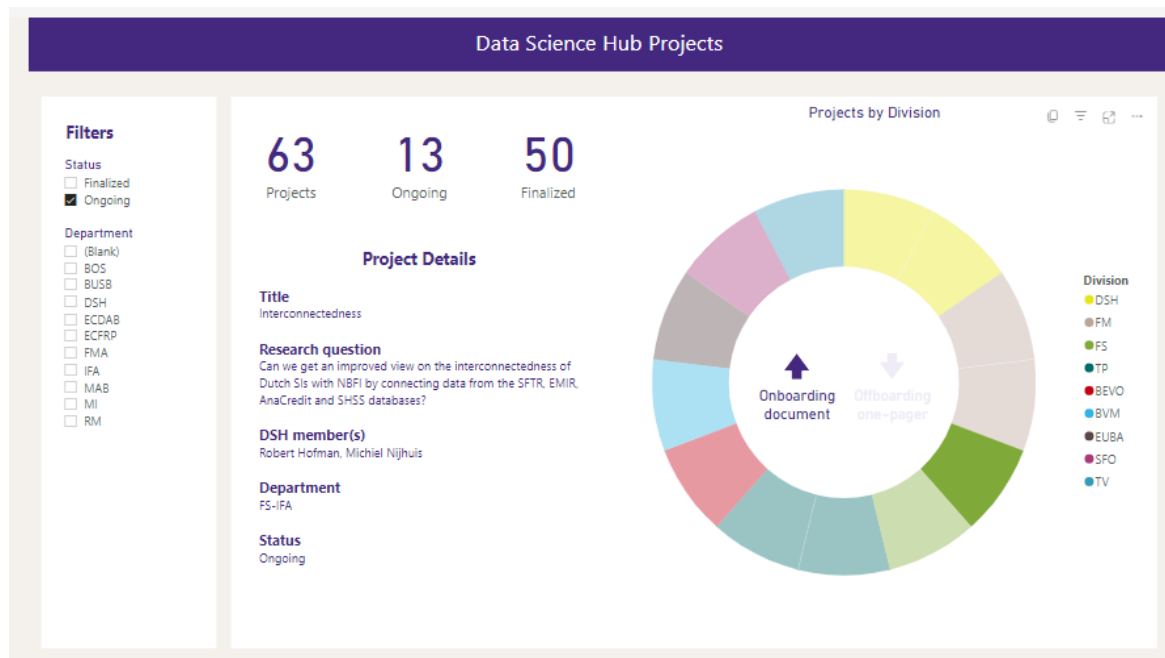 Data Science Hub Projects
Filters
Status
Finalized
Ongoing
Department
(Blank)
BOS
BUSB
DSH
ECDAB
ECFRP
FMA
IFA
MAB
MI
RM
63
Projects
13
Ongoing
50
Finalized
Project Details
Title
Interconnectedness
Research question
Can we get an improved view on the interconnectedness of
Dutch SIs with NBFI by connecting data from the SFTR, EMIR,
AnaCredit and SHSS databases?
DSH member(s)
Robert Hofman, Michiel Nijhuis
Department
FS-IFA
Status
Ongoing
Projects by Division
Onboarding
document
Offboarding
one-pager
Division
DSH
FM
FS
TP
BEVO
BVM
EUBA
SFO
TV